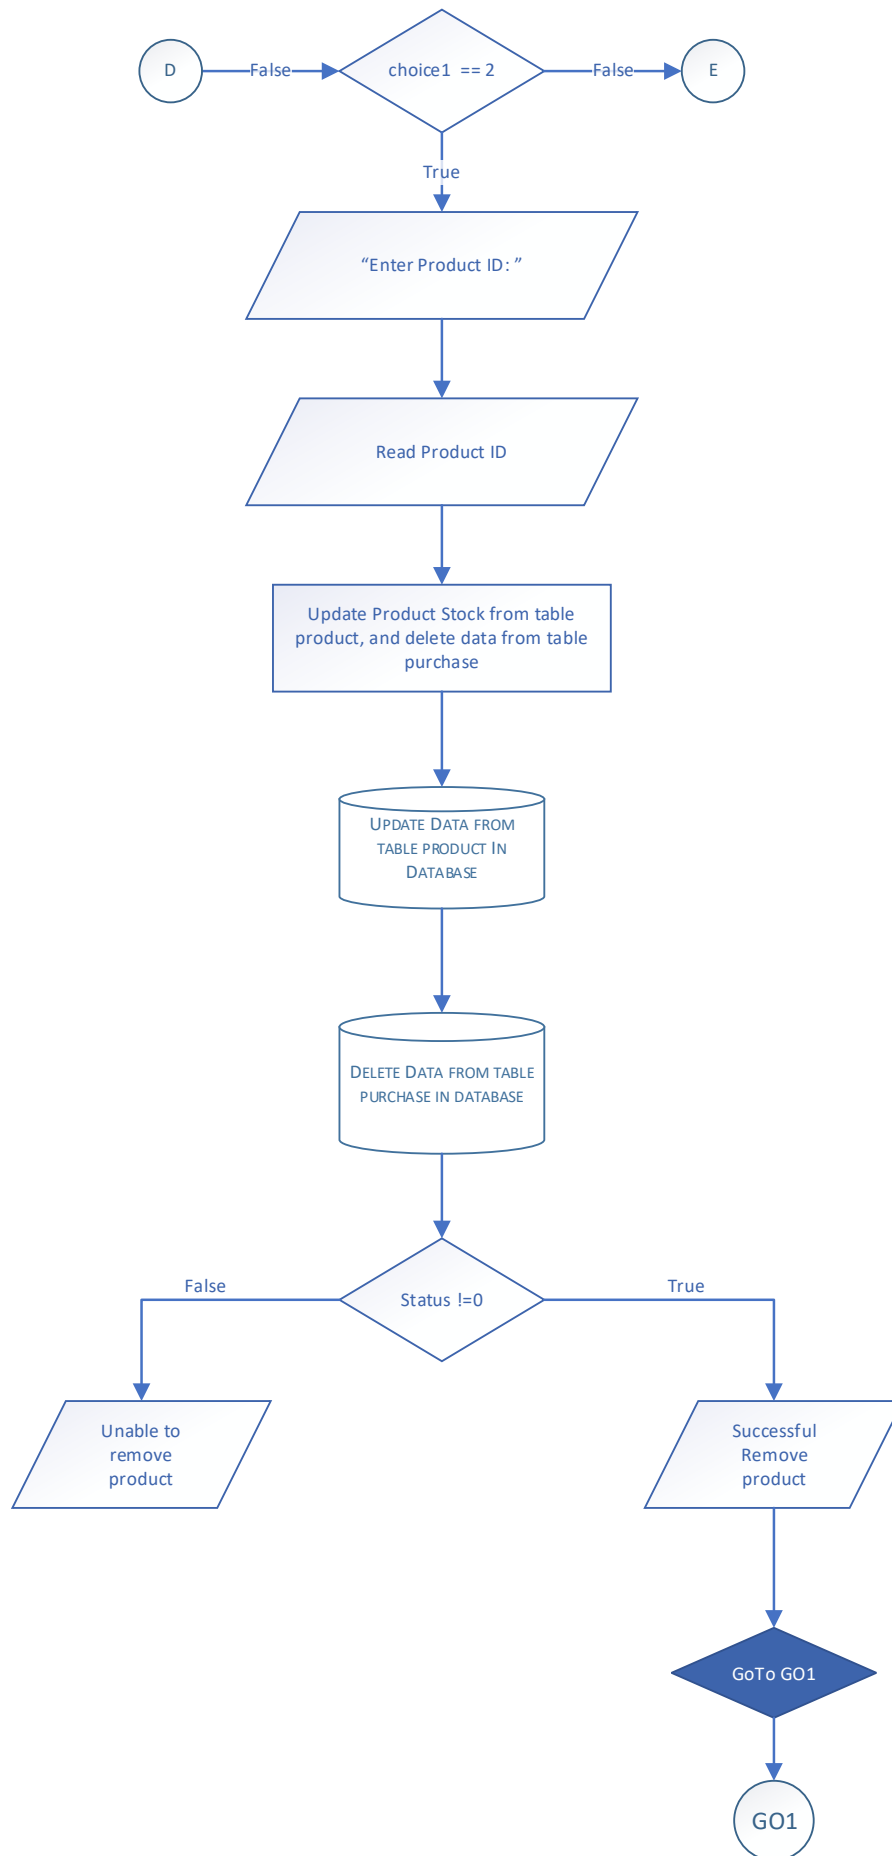 D
False
choice1 == 2
False
E
True
“Enter Product ID: ”
Read Product ID
Update Product Stock from table
product, and delete data from table
purchase
UPDATE DATA FROM
TABLE PRODUCT IN
DATABASE
DELETE DATA FROM TABLE
PURCHASE IN DATABASE
False
Status !=0
True
Unable to
remove
product
Successful
Remove
product
GoTo GO1
GO1